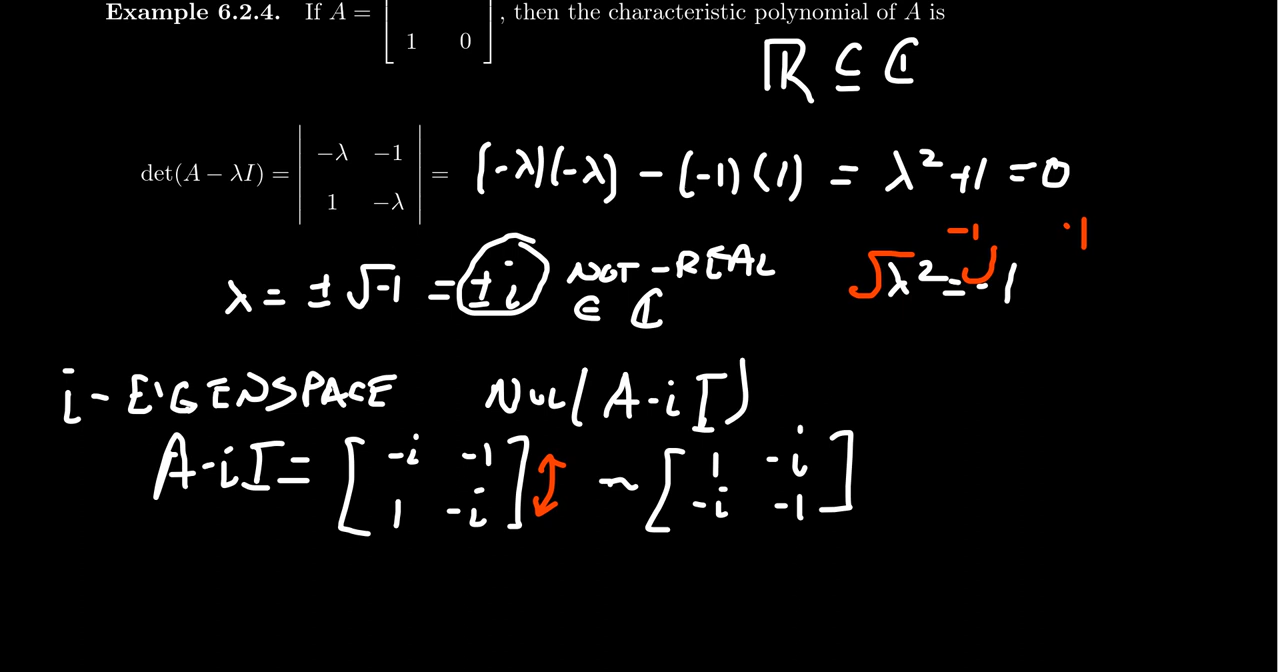 Example 6.2.4. If A = [ 1 0 ], then the characteristic polynomial of A is
ℝ ⊆ ℂ
det(A − λI) = | −λ −1 | = (-λ)(-λ) - (-1)(1) = λ² + 1 = 0
| 1 −λ |
-1 ·1
λ = ± √-1 = ± i NOT-REAL √λ² = -1
∈ ℂ
i - EIGENSPACE NUL(A - iI)
A - iI = [ -i -1 ] ~ [ 1 -i ]
[ 1 -i ] [ -i -1 ]